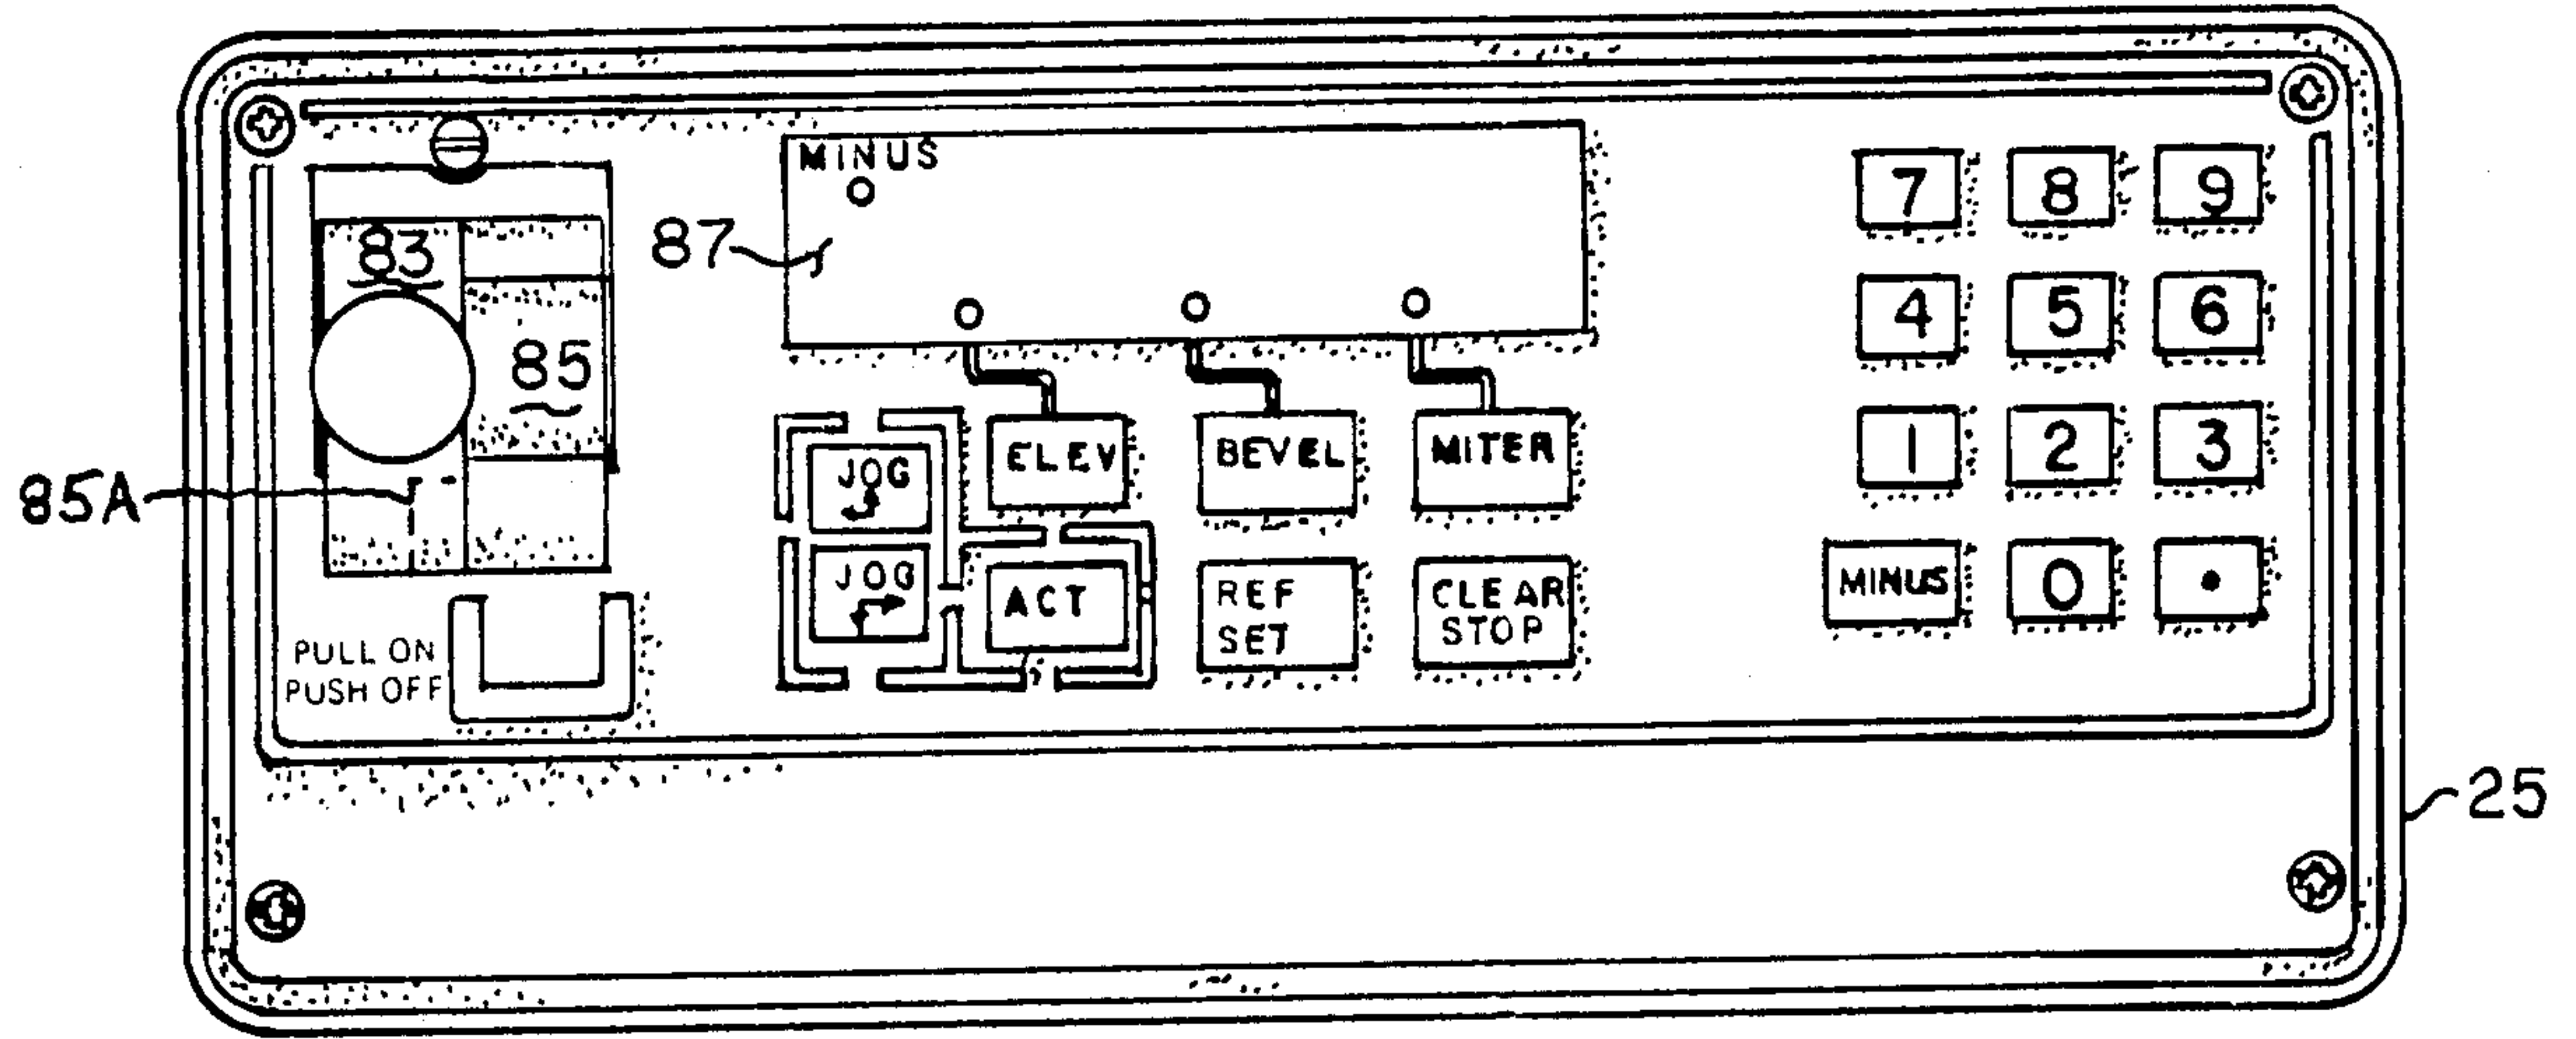 MINUS
83
87
85
85A
7 8 9
4 5 6
1 2 3
MINUS 0 •
ELEV BEVEL MITER
JOG
JOG
ACT
REF
SET
CLEAR
STOP
PULL ON
PUSH OFF
25